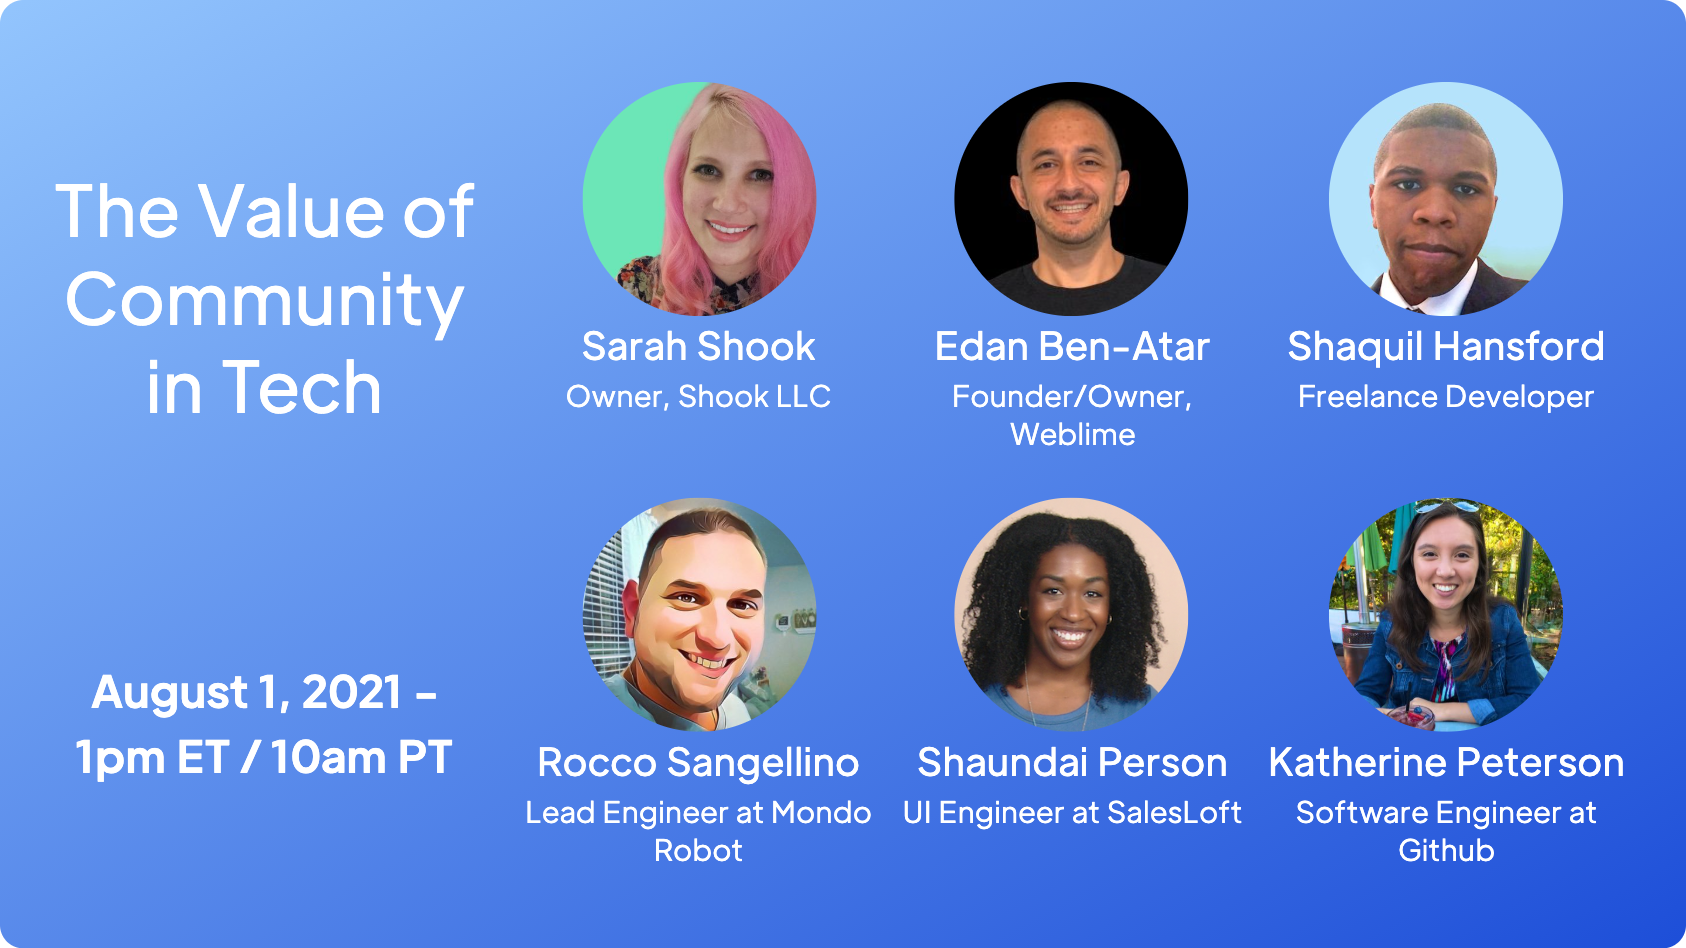 The Value of
Community
in Tech
August 1, 2021 -
1pm ET / 10am PT
Sarah Shook
Owner, Shook LLC
Edan Ben-Atar
Founder/Owner,
Weblime
Shaquil Hansford
Freelance Developer
Rocco Sangellino
Lead Engineer at Mondo
Robot
Shaundai Person
UI Engineer at SalesLoft
Katherine Peterson
Software Engineer at
Github